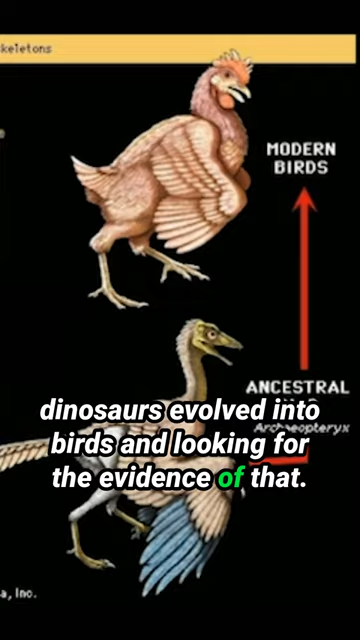 keletons
MODERN
BIRDS
ANCESTRAL
Archaeopteryx
dinosaurs evolved into
birds and looking for
the evidence of that.
a, Inc.